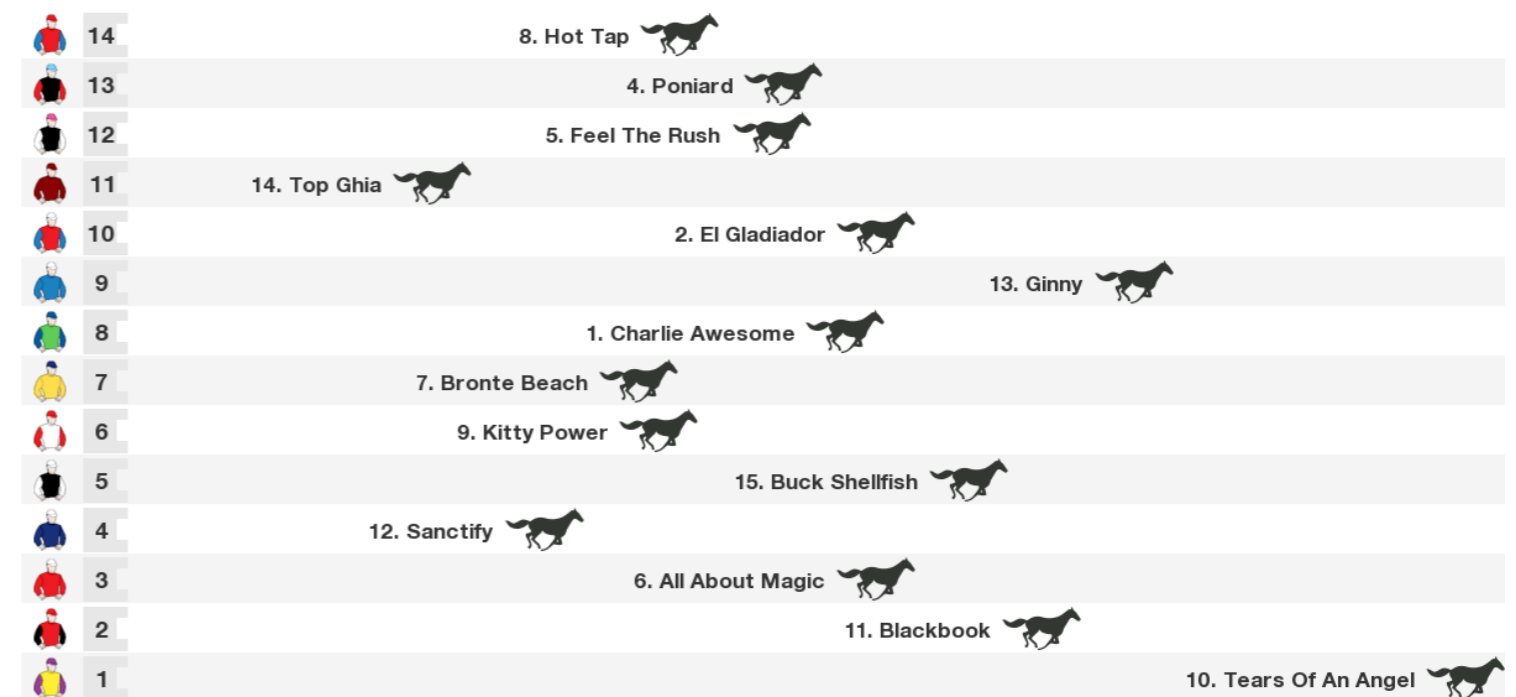 14 8. Hot Tap
13 4. Poniard
12 5. Feel The Rush
11 14. Top Ghia
10 2. El Gladiador
9 13. Ginny
8 1. Charlie Awesome
7 7. Bronte Beach
6 9. Kitty Power
5 15. Buck Shellfish
4 12. Sanctify
3 6. All About Magic
2 11. Blackbook
1 10. Tears Of An Angel